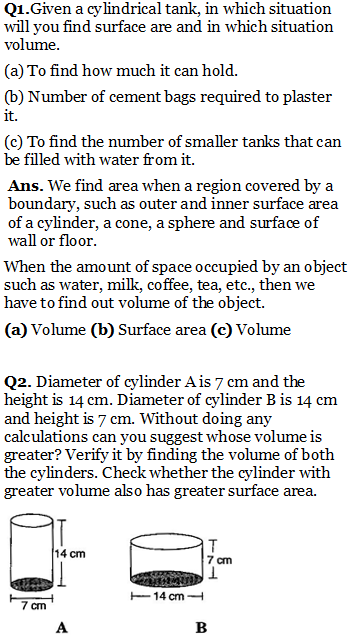 Q1.Given a cylindrical tank, in which situation
will you find surface are and in which situation
volume.
(a) To find how much it can hold.
(b) Number of cement bags required to plaster
it.
(c) To find the number of smaller tanks that can
be filled with water from it.
Ans. We find area when a region covered by a
boundary, such as outer and inner surface area
of a cylinder, a cone, a sphere and surface of
wall or floor.
When the amount of space occupied by an object
such as water, milk, coffee, tea, etc., then we
have to find out volume of the object.
(a) Volume (b) Surface area (c) Volume
Q2. Diameter of cylinder A is 7 cm and the
height is 14 cm. Diameter of cylinder B is 14 cm
and height is 7 cm. Without doing any
calculations can you suggest whose volume is
greater? Verify it by finding the volume of both
the cylinders. Check whether the cylinder with
greater volume also has greater surface area.
14 cm
7 cm
A
7 cm
14 cm
B